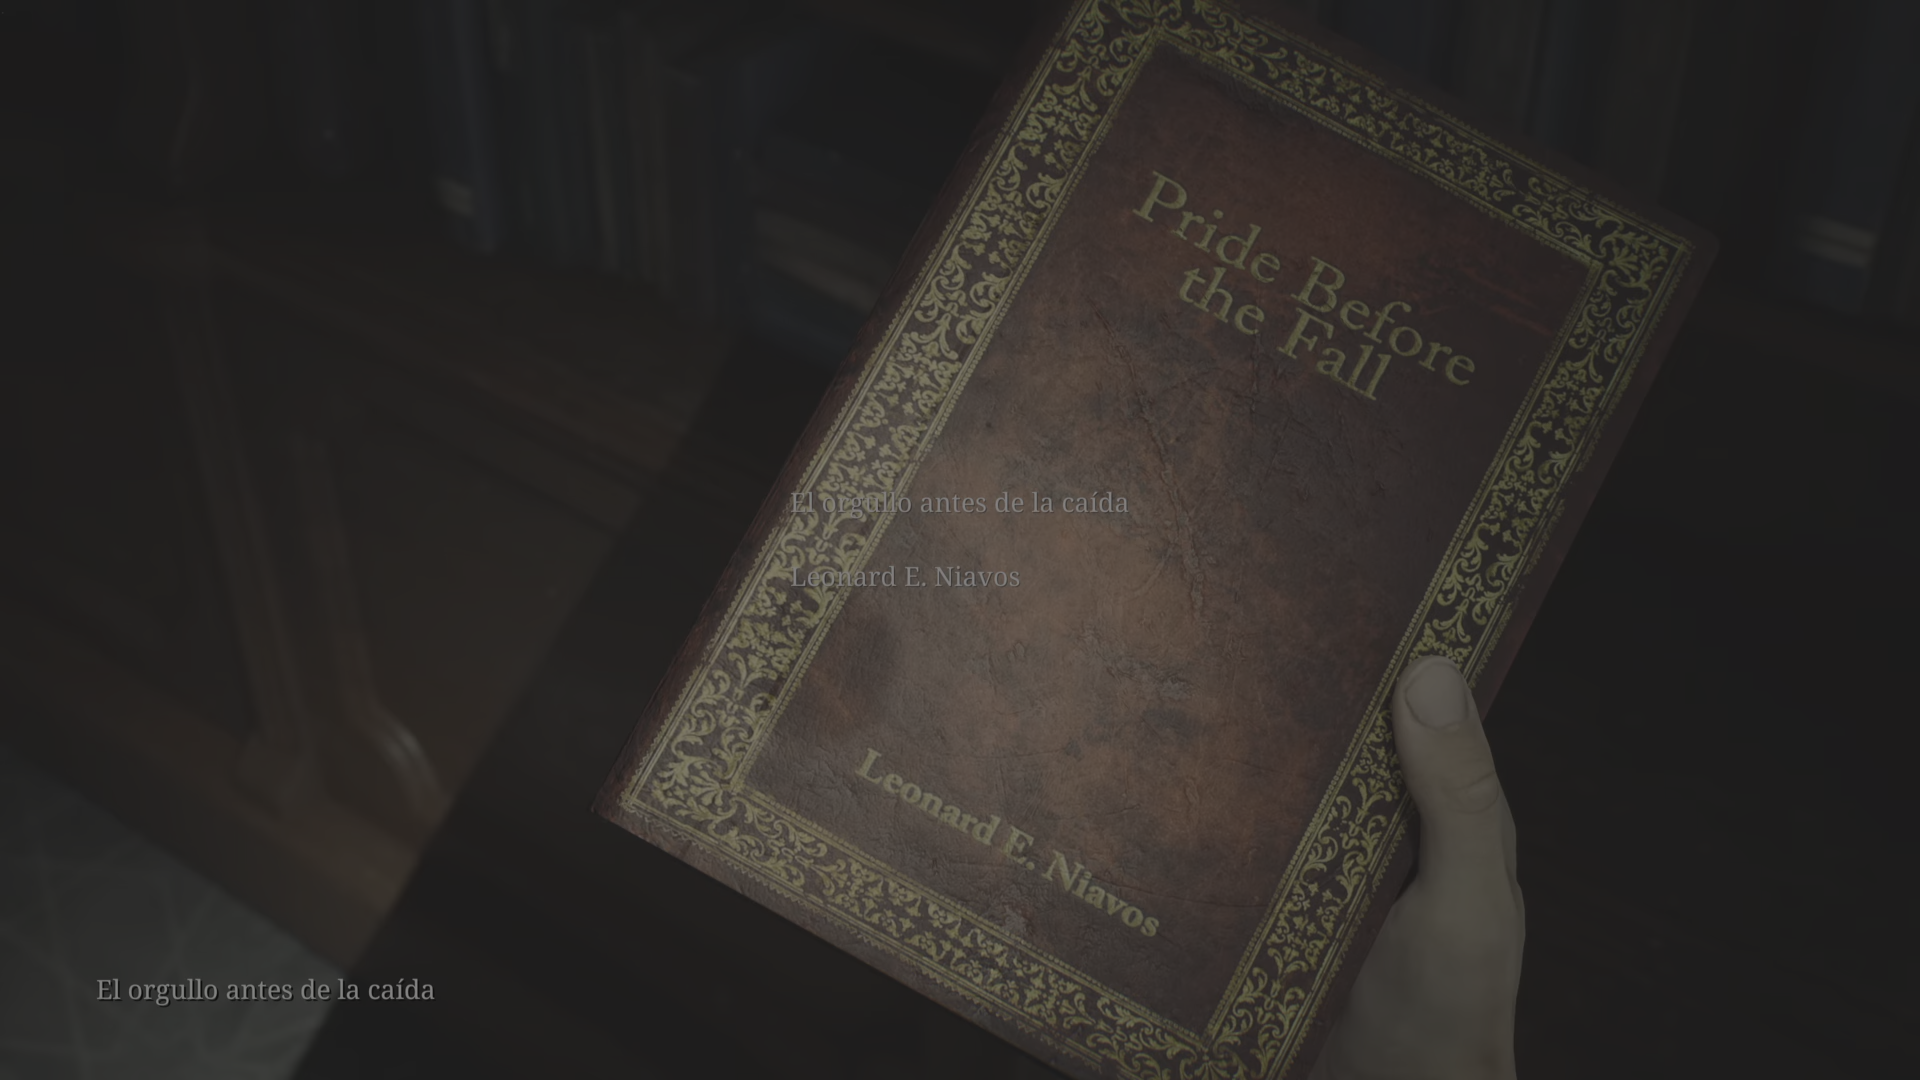 Pride Before
the Fall
El orgullo antes de la caída
Leonard E. Niavos
Leonard E. Niavos
El orgullo antes de la caída